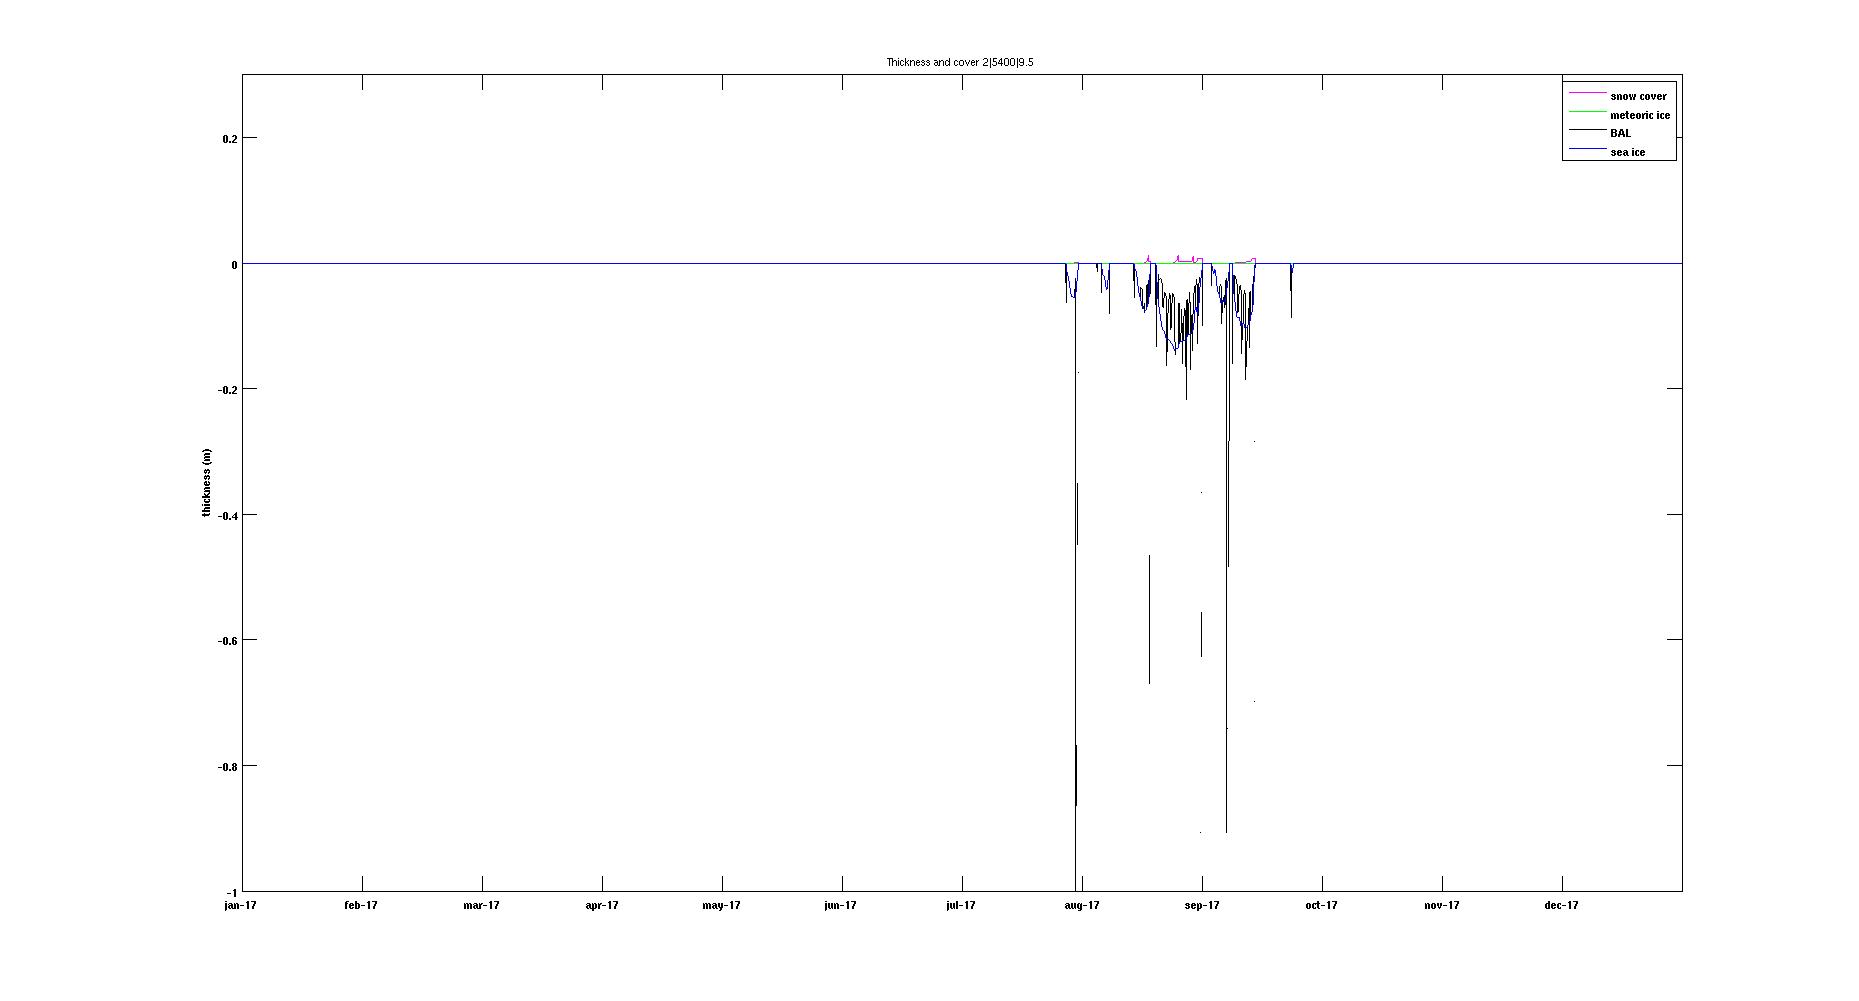 Thickness and cover 2|5400|9.5
snow cover
meteoric ice
BAL
sea ice
thickness (m)
0.2
0
-0.2
-0.4
-0.6
-0.8
-1
jan-17 feb-17 mar-17 apr-17 may-17 jun-17 jul-17 aug-17 sep-17 oct-17 nov-17 dec-17